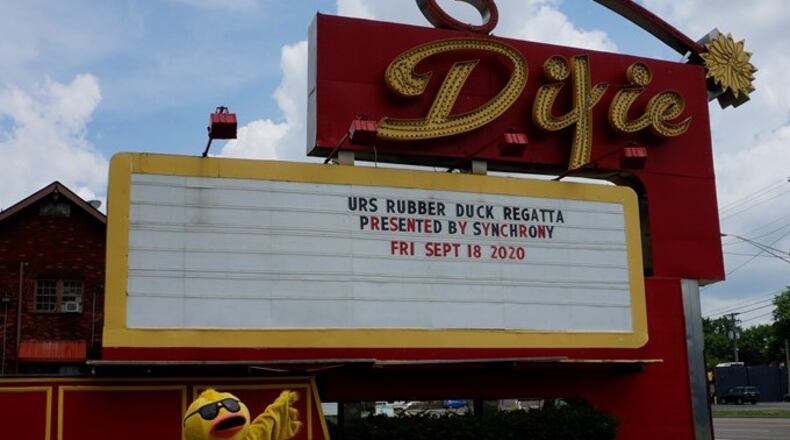 Dixie
URS RUBBER DUCK REGATTA
PRESENTED BY SYNCHRONY
FRI SEPT 18 2020